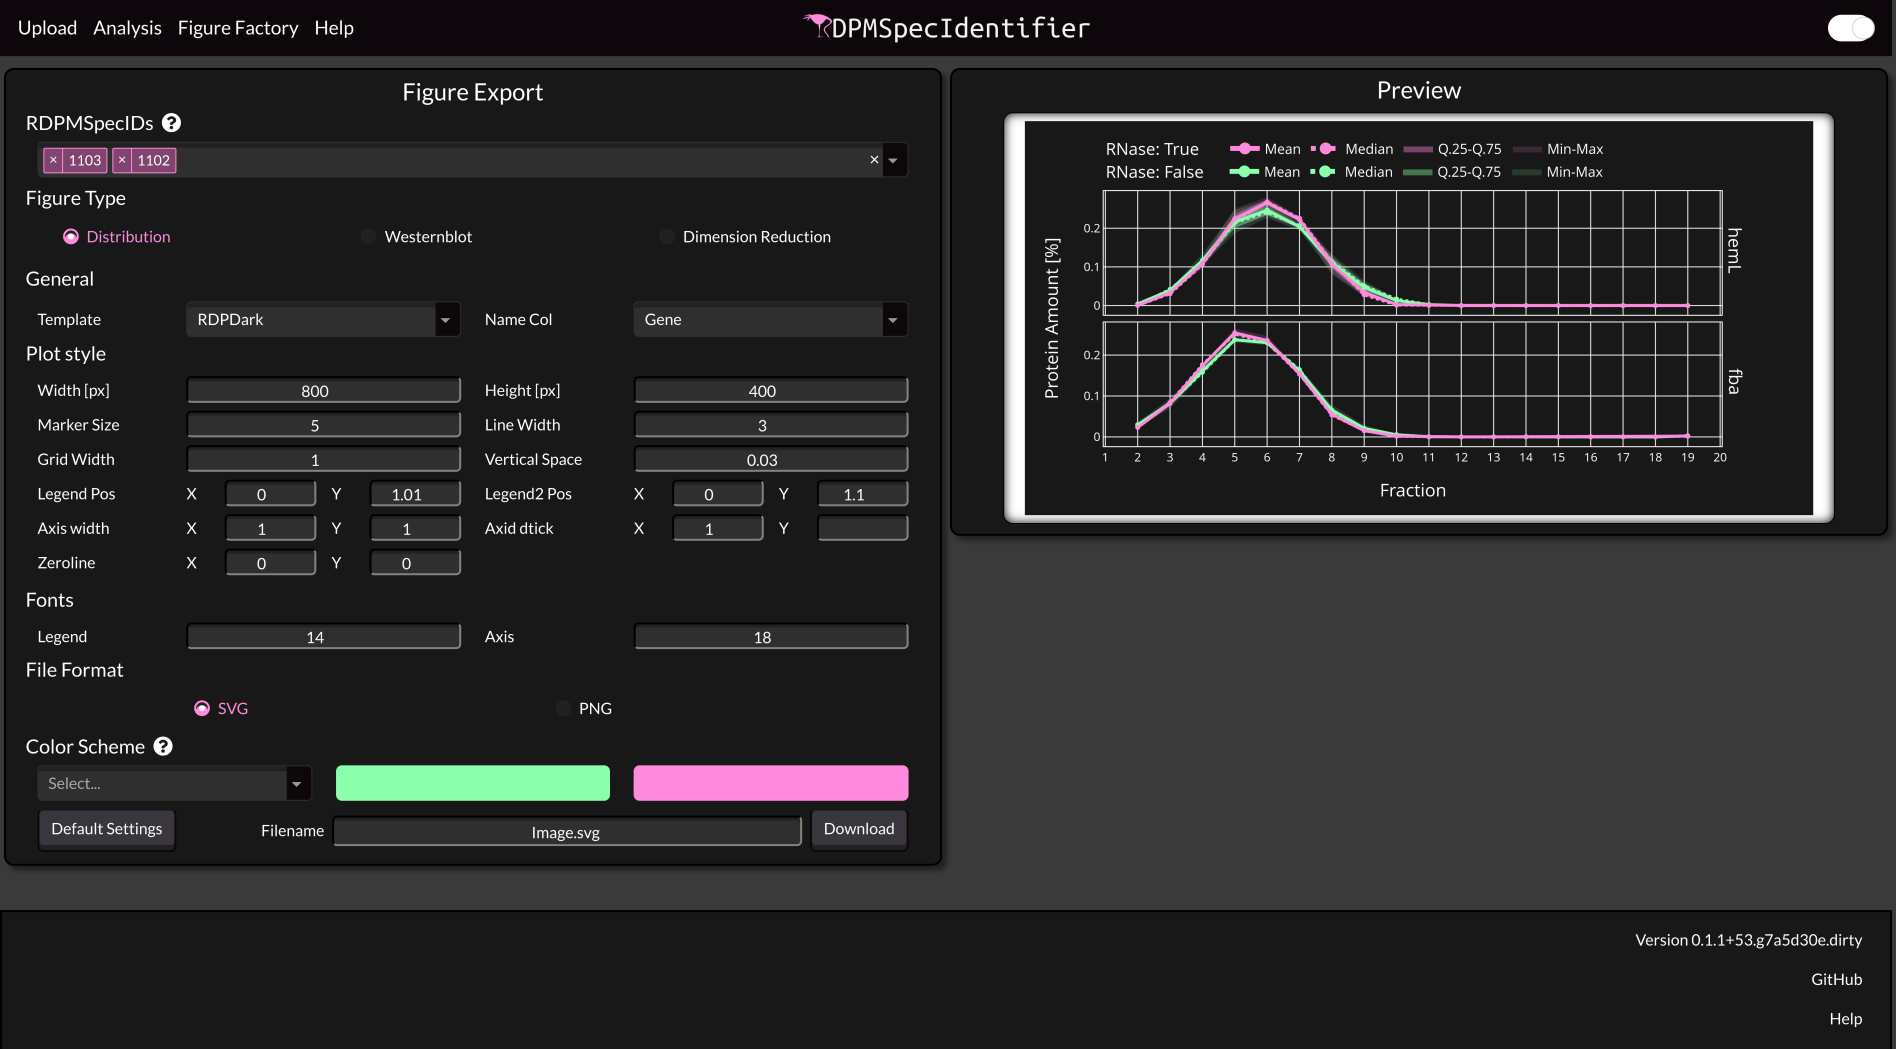 Upload Analysis Figure Factory Help
RDPMSpecIdentifier
Figure Export
RDPMSpecIDs ?
× 1103 × 1102 ×
Figure Type
Distribution Westernblot Dimension Reduction
General
Template RDPDark Name Col Gene
Plot style
Width [px] 800 Height [px] 400
Marker Size 5 Line Width 3
Grid Width 1 Vertical Space 0.03
Legend Pos X 0 Y 1.01 Legend2 Pos X 0 Y 1.1
Axis width X 1 Y 1 Axid dtick X 1 Y
Zeroline X 0 Y 0
Fonts
Legend 14 Axis 18
File Format
SVG PNG
Color Scheme ?
Select...
Default Settings Filename Image.svg Download
Preview
RNase: True Mean Median Q.25-Q.75 Min-Max
RNase: False Mean Median Q.25-Q.75 Min-Max
Protein Amount [%]
0.2
0.1
0
hemL
0.2
0.1
0
fba
1 2 3 4 5 6 7 8 9 10 11 12 13 14 15 16 17 18 19 20
Fraction
Version 0.1.1+53.g7a5d30e.dirty
GitHub
Help